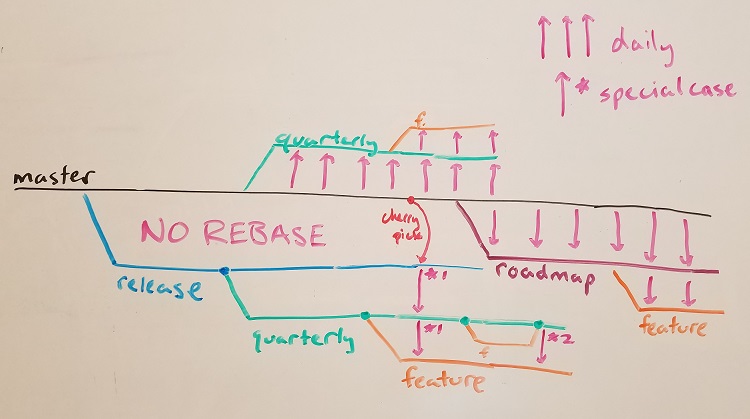 daily
* special case
f.
quarterly
master
NO REBASE
cherry
pick
release
*1
roadmap
quarterly
*1
f
*2
feature
feature